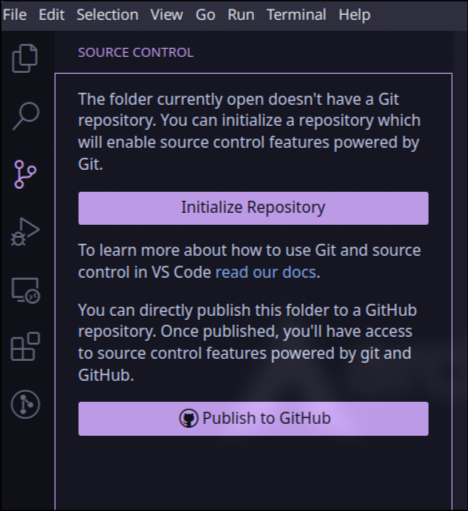 File Edit Selection View Go Run Terminal Help
SOURCE CONTROL
The folder currently open doesn't have a Git
repository. You can initialize a repository which
will enable source control features powered by
Git.
Initialize Repository
To learn more about how to use Git and source
control in VS Code read our docs.
You can directly publish this folder to a GitHub
repository. Once published, you'll have access
to source control features powered by git and
GitHub.
Publish to GitHub